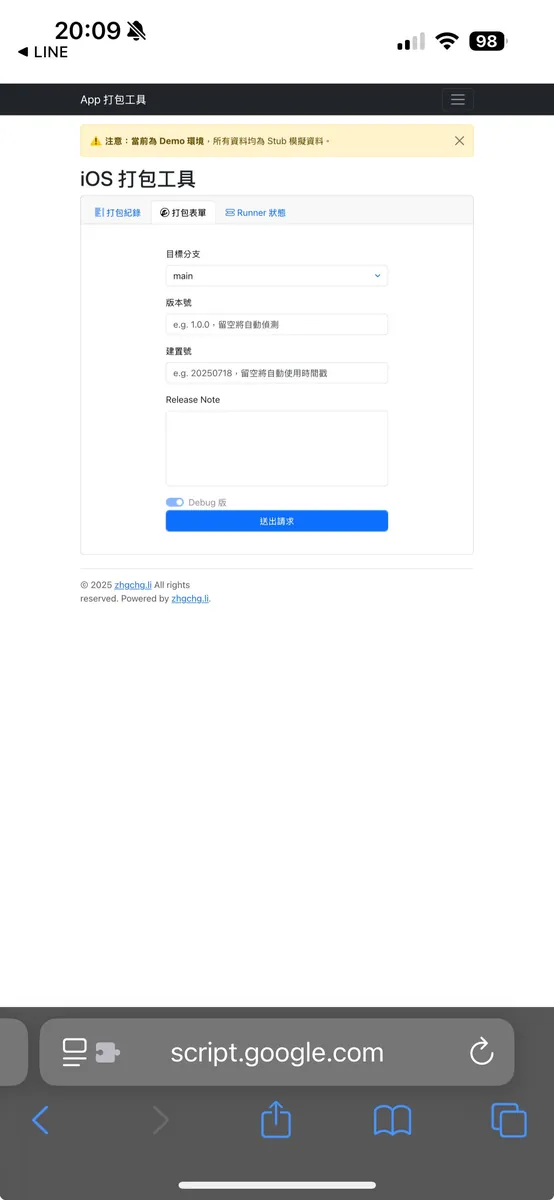 20:09
◀ LINE
98
App 打包工具
⚠️ 注意：當前為 Demo 環境，所有資料均為 Stub 模擬資料。
iOS 打包工具
打包紀錄
打包表單
Runner 狀態
目標分支
main
版本號
e.g. 1.0.0，留空將自動偵測
建置號
e.g. 20250718，留空將自動使用時間戳
Release Note
Debug 版
送出請求
© 2025 zhgchg.li All rights
reserved. Powered by zhgchg.li.
script.google.com